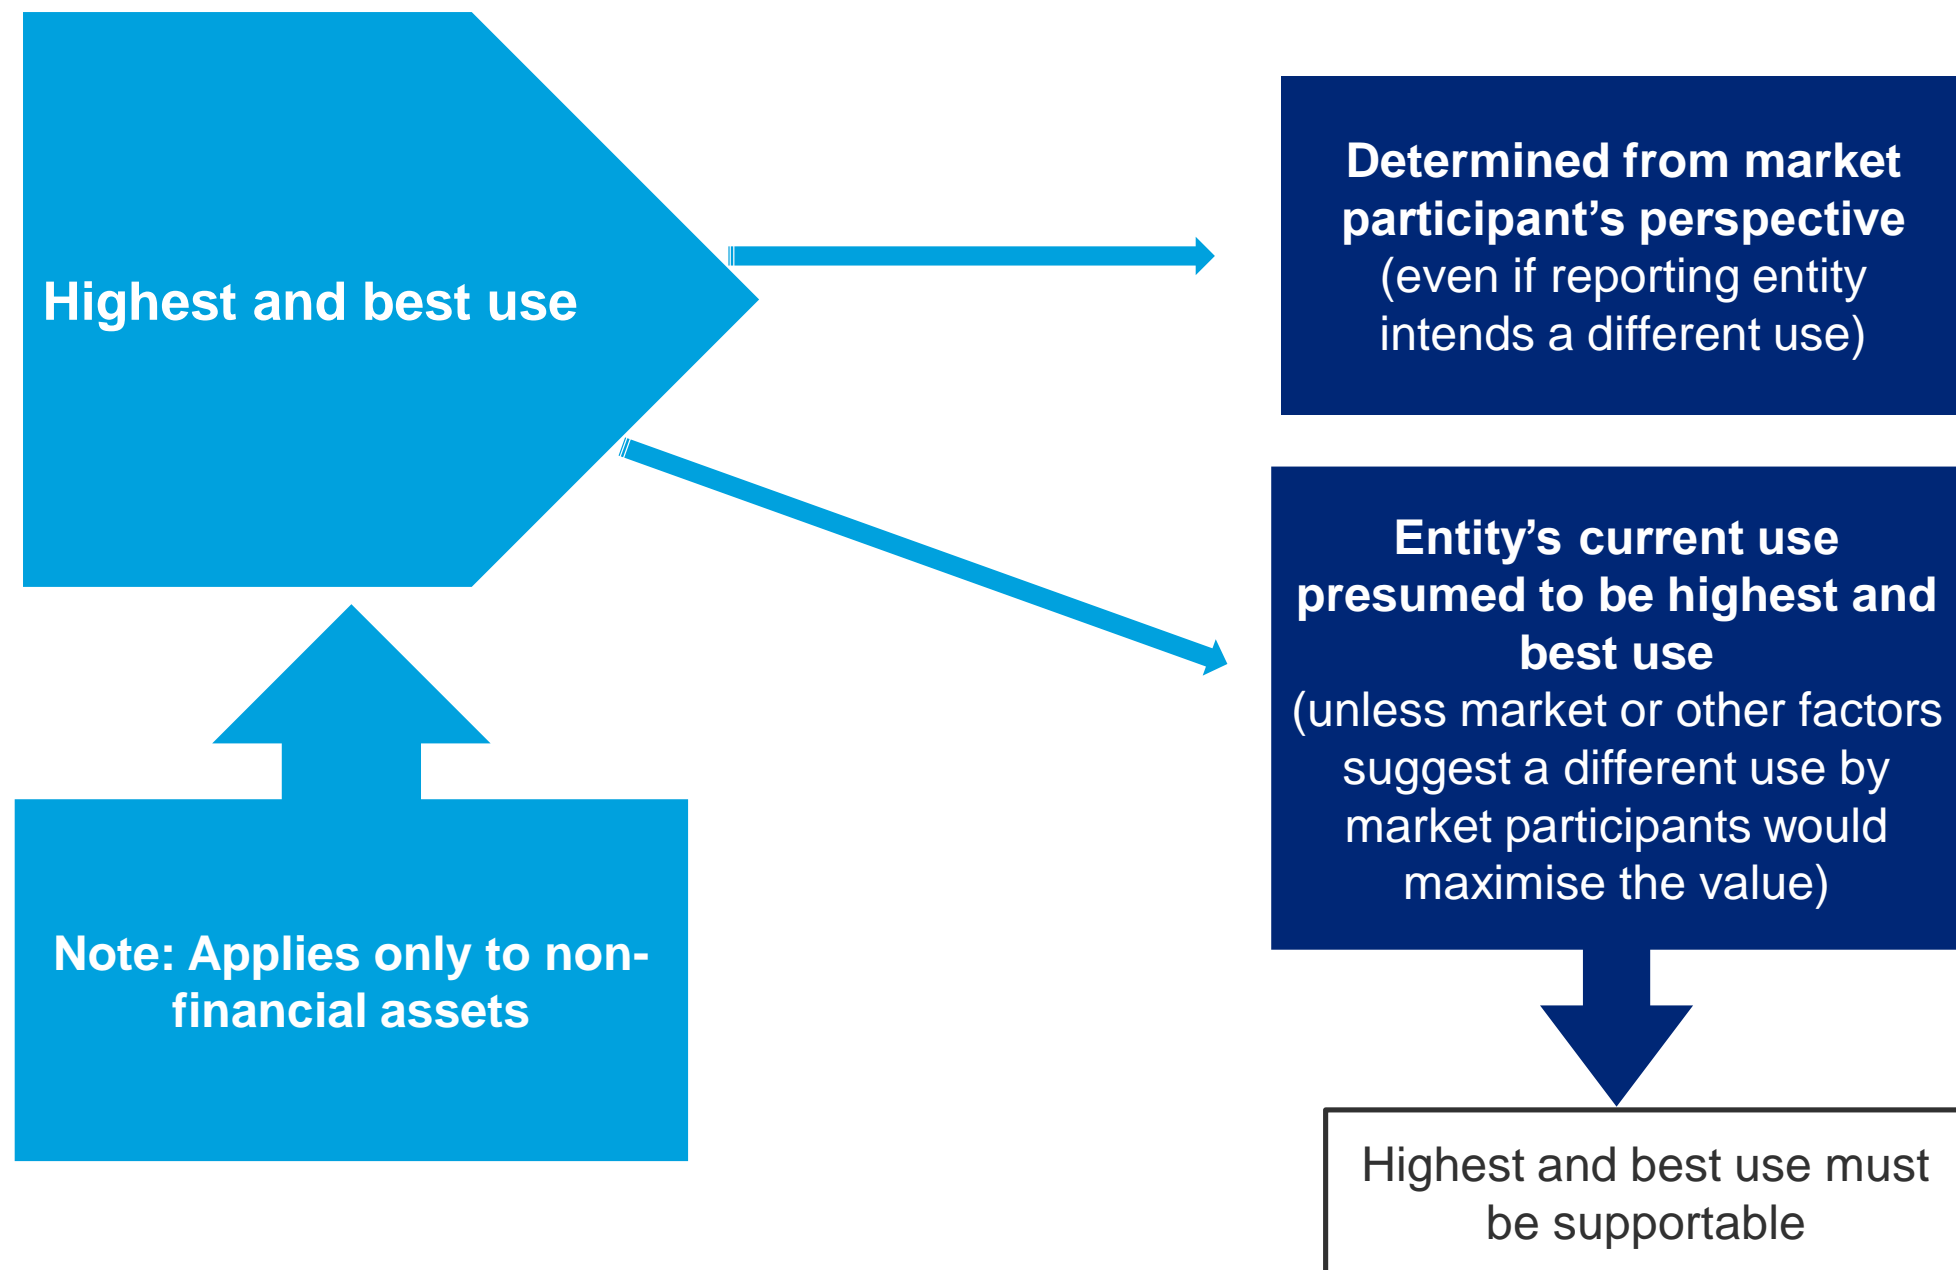 Highest and best use
Note: Applies only to non-
financial assets
Determined from market
participant’s perspective
(even if reporting entity
intends a different use)
Entity’s current use
presumed to be highest and
best use
(unless market or other factors
suggest a different use by
market participants would
maximise the value)
Highest and best use must
be supportable